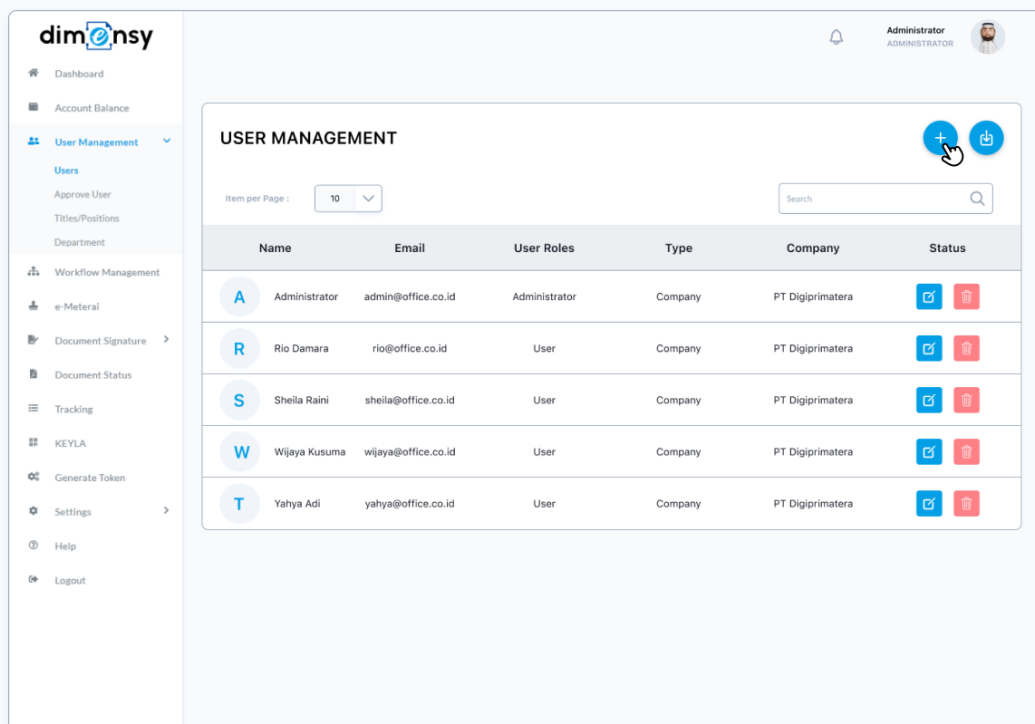 dimensy
Administrator
ADMINISTRATOR
Dashboard
Account Balance
User Management
Users
Approve User
Titles/Positions
Department
Workflow Management
e-Meteral
Document Signature
Document Status
Tracking
KEYLA
Generate Token
Settings
Help
Logout
USER MANAGEMENT
Item per Page : 10
Search
Name Email User Roles Type Company Status
A Administrator admin@office.co.id Administrator Company PT Digiprimatera
R Rio Damara rio@office.co.id User Company PT Digiprimatera
S Sheila Raini sheila@office.co.id User Company PT Digiprimatera
W Wijaya Kusuma wijaya@office.co.id User Company PT Digiprimatera
T Yahya Adi yahya@office.co.id User Company PT Digiprimatera